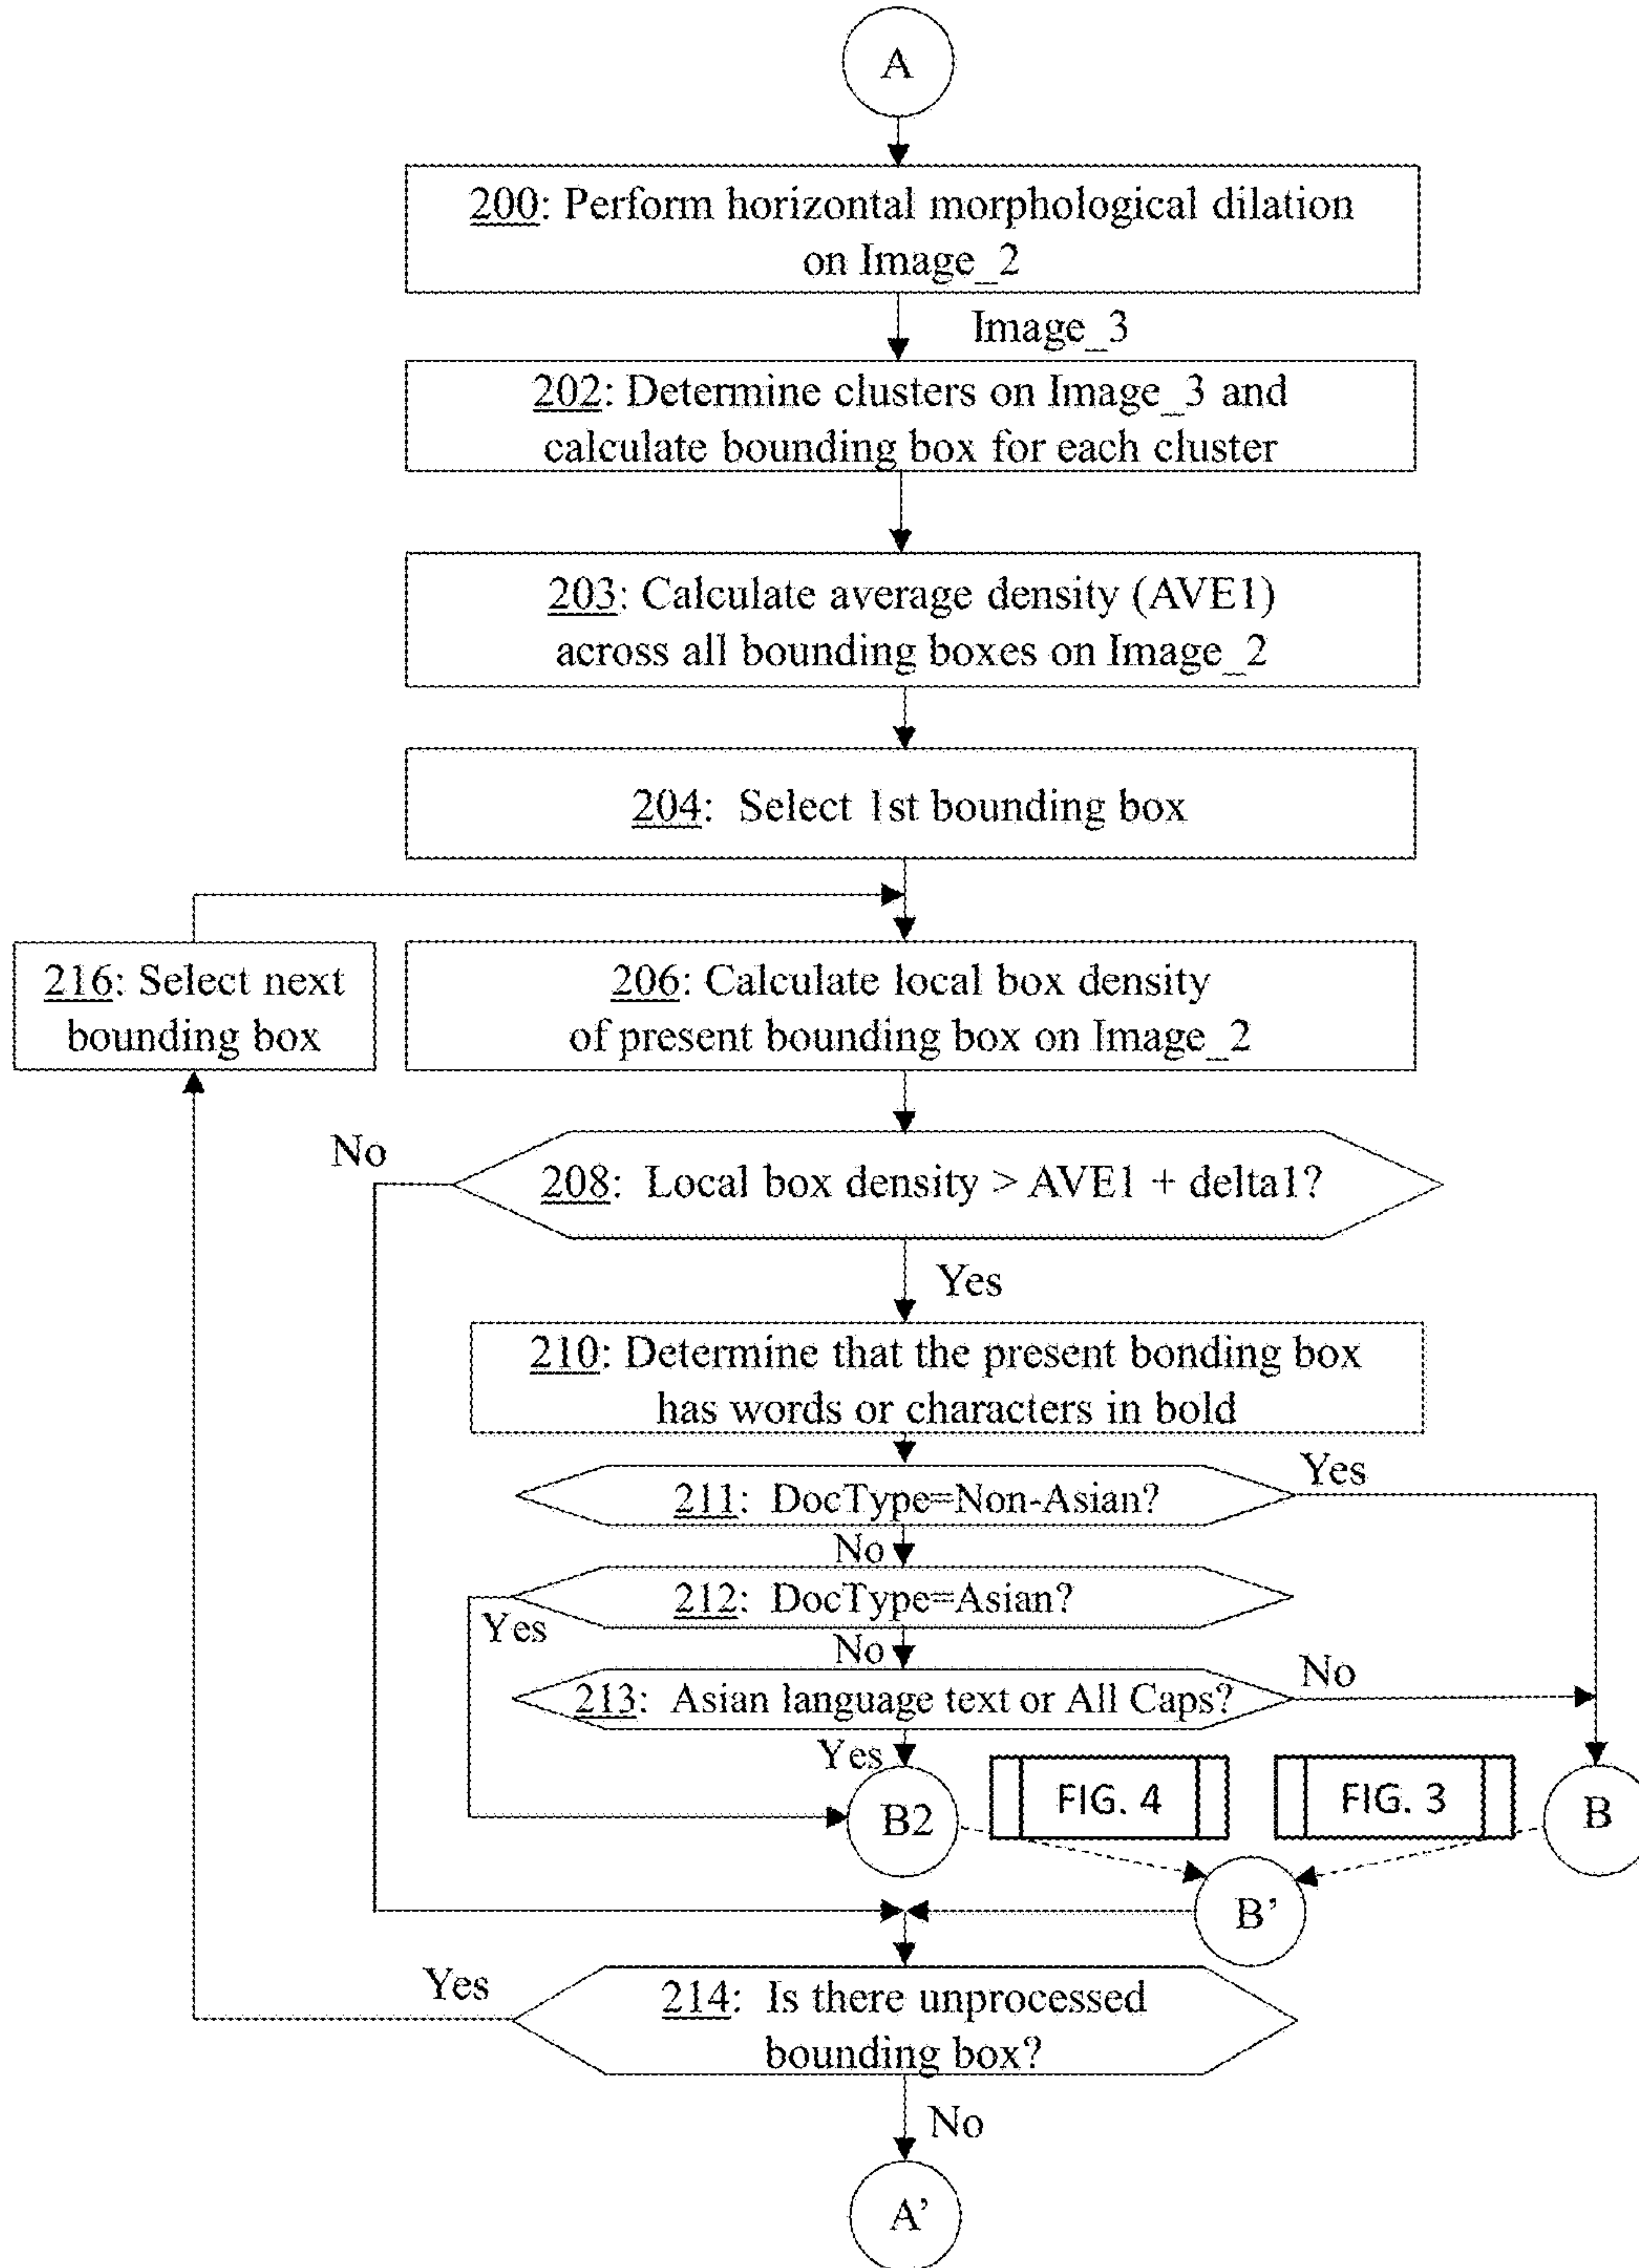 A
200: Perform horizontal morphological dilation
on Image_2
Image_3
202: Determine clusters on Image_3 and
calculate bounding box for each cluster
203: Calculate average density (AVE1)
across all bounding boxes on Image_2
204: Select 1st bounding box
216: Select next
bounding box
206: Calculate local box density
of present bounding box on Image_2
No
208: Local box density > AVE1 + delta1?
Yes
210: Determine that the present bonding box
has words or characters in bold
Yes
211: DocType=Non-Asian?
No
212: DocType=Asian?
Yes
No
No
213: Asian language text or All Caps?
Yes
B2
FIG. 4
FIG. 3
B
B’
Yes
214: Is there unprocessed
bounding box?
No
A’